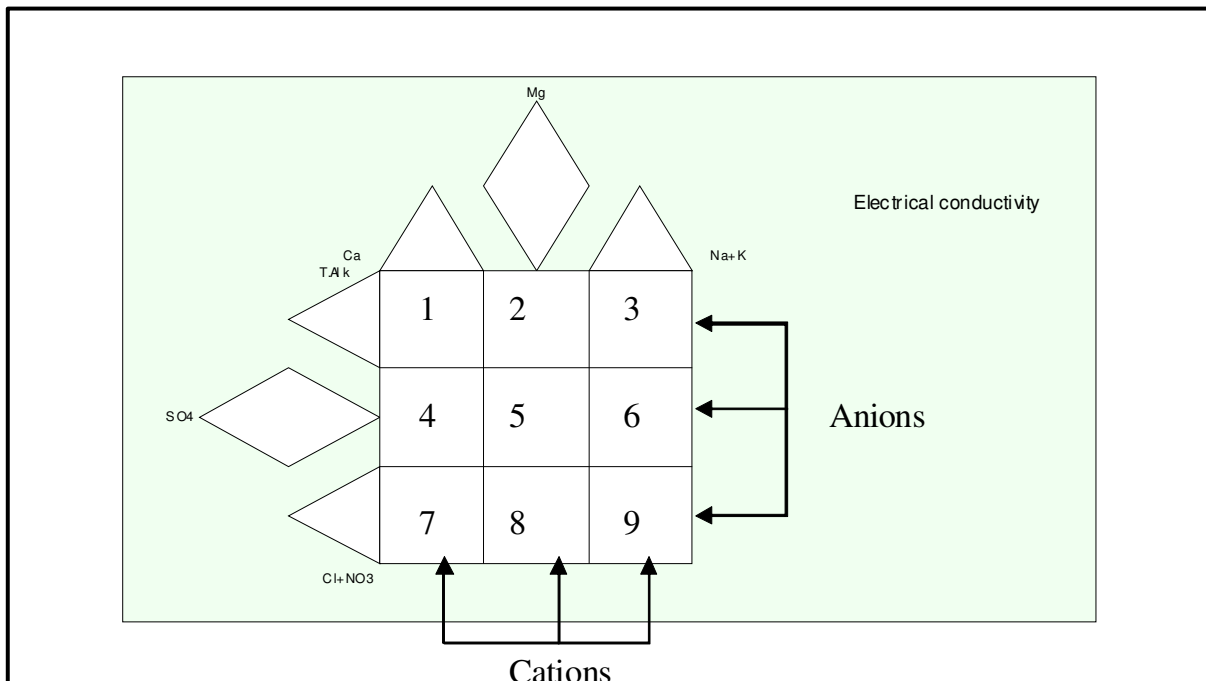 Mg
Electrical conductivity
Ca
T.Alk
Na+K
1 2 3
SO4
4 5 6
Anions
7 8 9
Cl+NO3
Cations